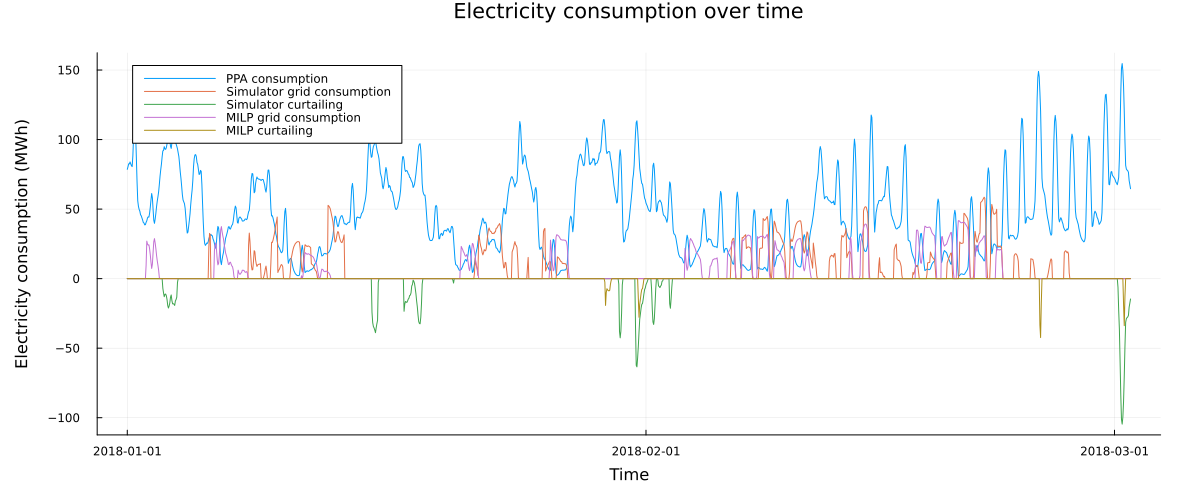 Electricity consumption over time
Electricity consumption (MWh)
150
100
50
0
−50
−100
PPA consumption
Simulator grid consumption
Simulator curtailing
MILP grid consumption
MILP curtailing
2018-01-01
2018-02-01
2018-03-01
Time